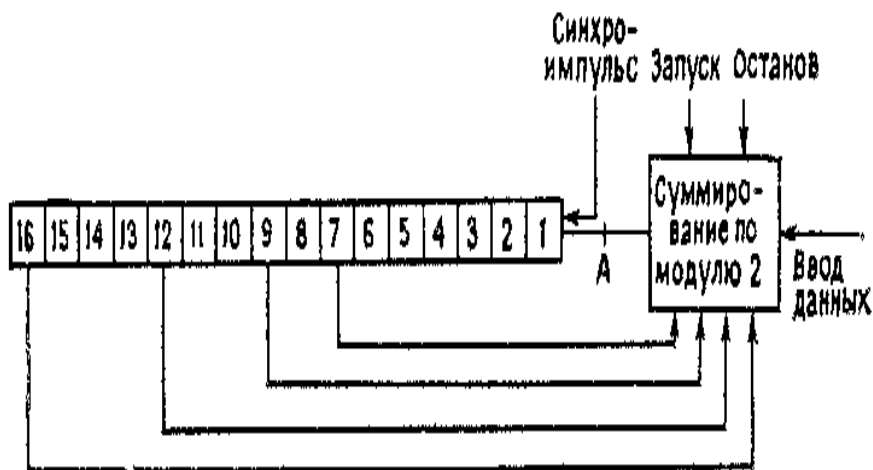 Синхро-
импульс Запуск Останов
16 15 14 13 12 11 10 9 8 7 6 5 4 3 2 1
А
Суммиро-
вание по
модулю 2
Ввод
данных